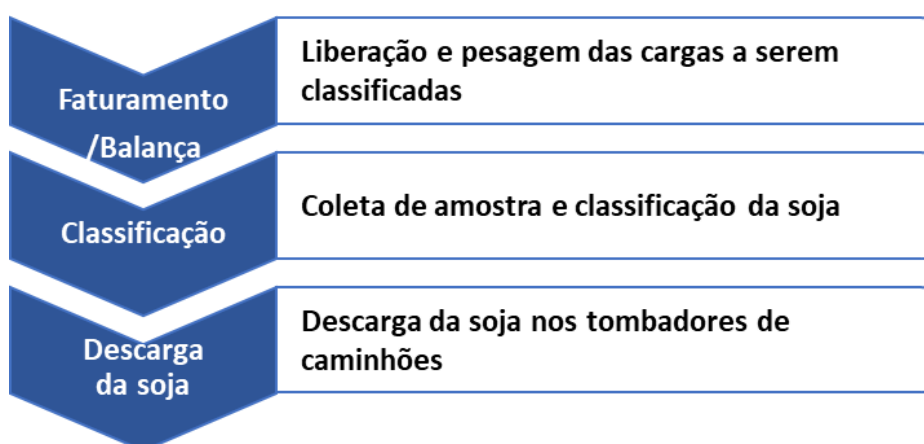 Faturamento
/Balança
Liberação e pesagem das cargas a serem
classificadas
Classificação
Coleta de amostra e classificação da soja
Descarga
da soja
Descarga da soja nos tombadores de
caminhões